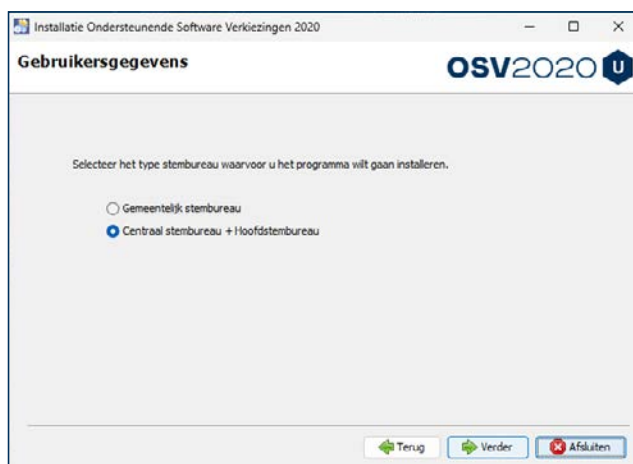 Installatie Ondersteunende Software Verkiezingen 2020
Gebruikersgegevens
OSV2020 U
Selecteer het type stembureau waarvoor u het programma wilt gaan installeren.
Gemeentelijk stembureau
Centraal stembureau + Hoofdstembureau
Terug
Verder
Afsluiten